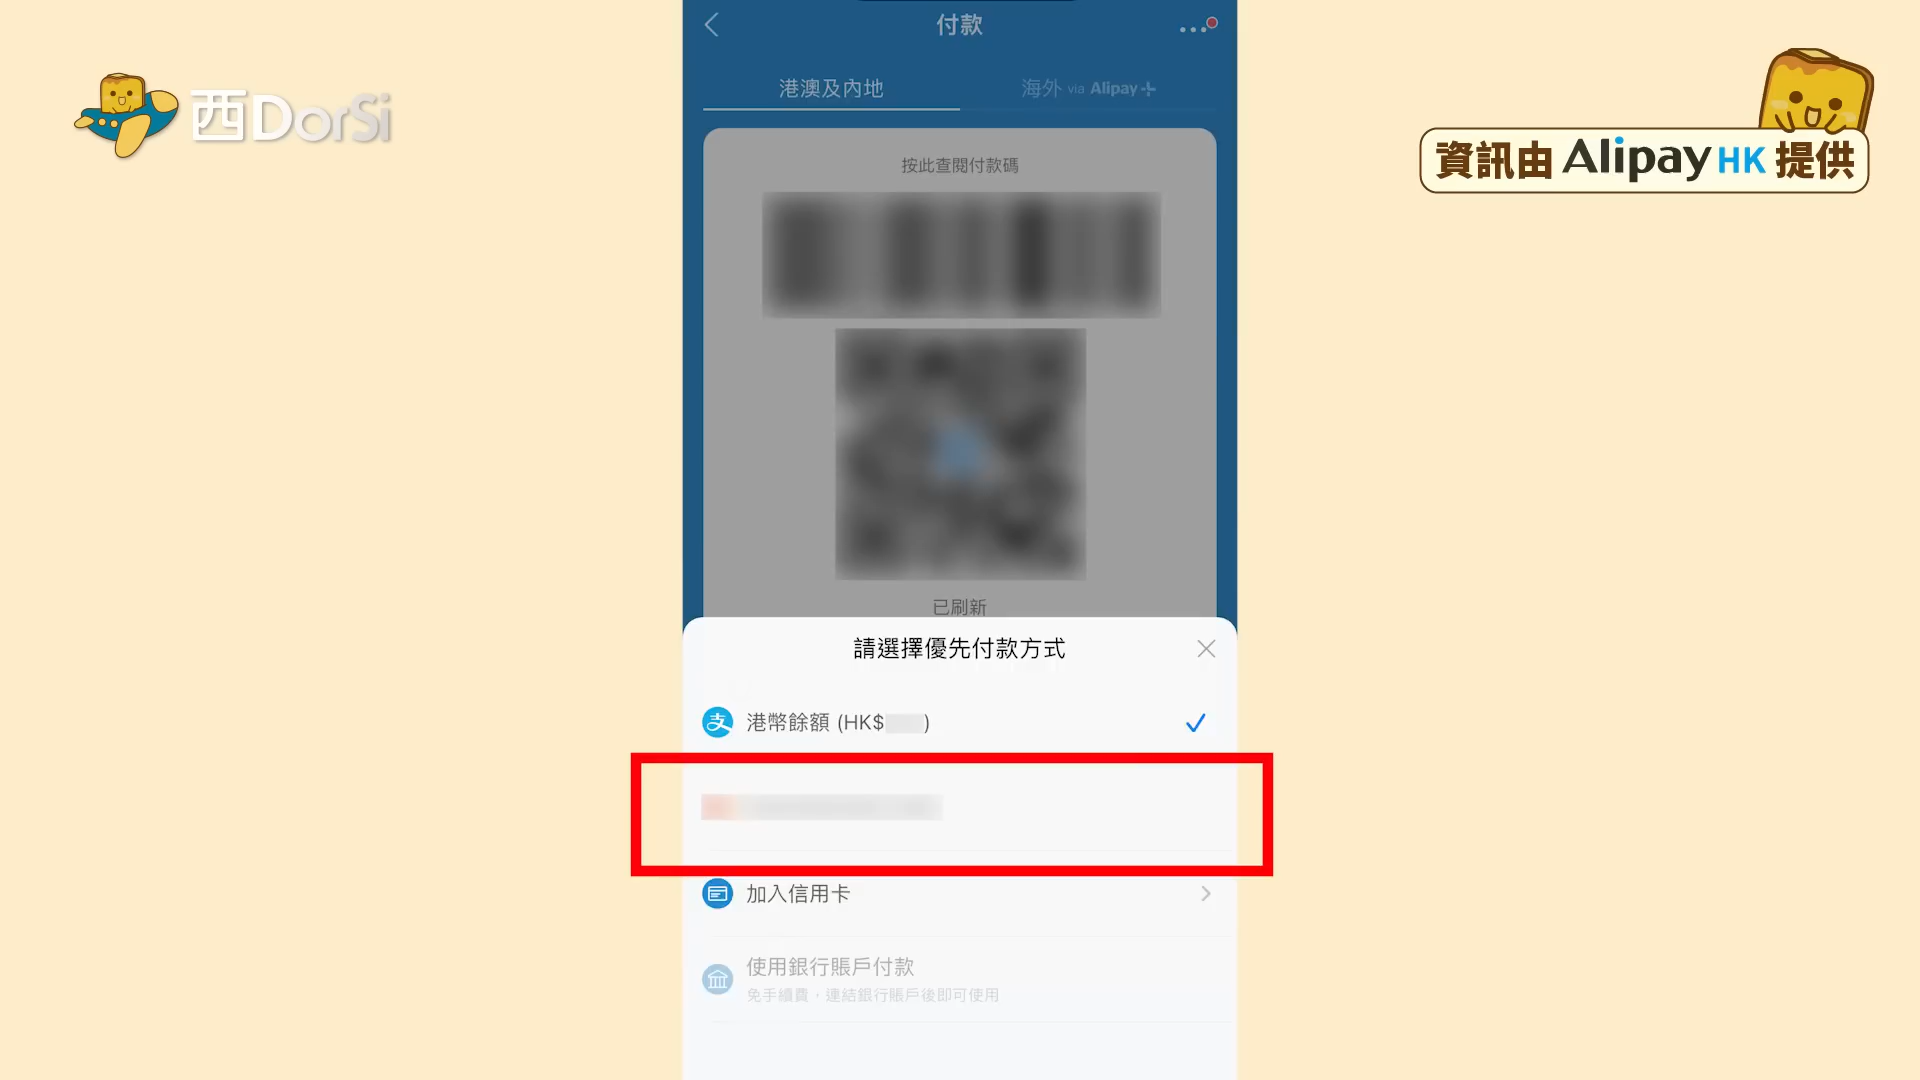 付款
港澳及內地
海外 via Alipay+
西DorSi
資訊由 Alipay HK 提供
按此查閱付款碼
已刷新
請選擇優先付款方式
港幣餘額 (HK$ )
加入信用卡
使用銀行賬戶付款
免手續費，連結銀行賬戶後即可使用